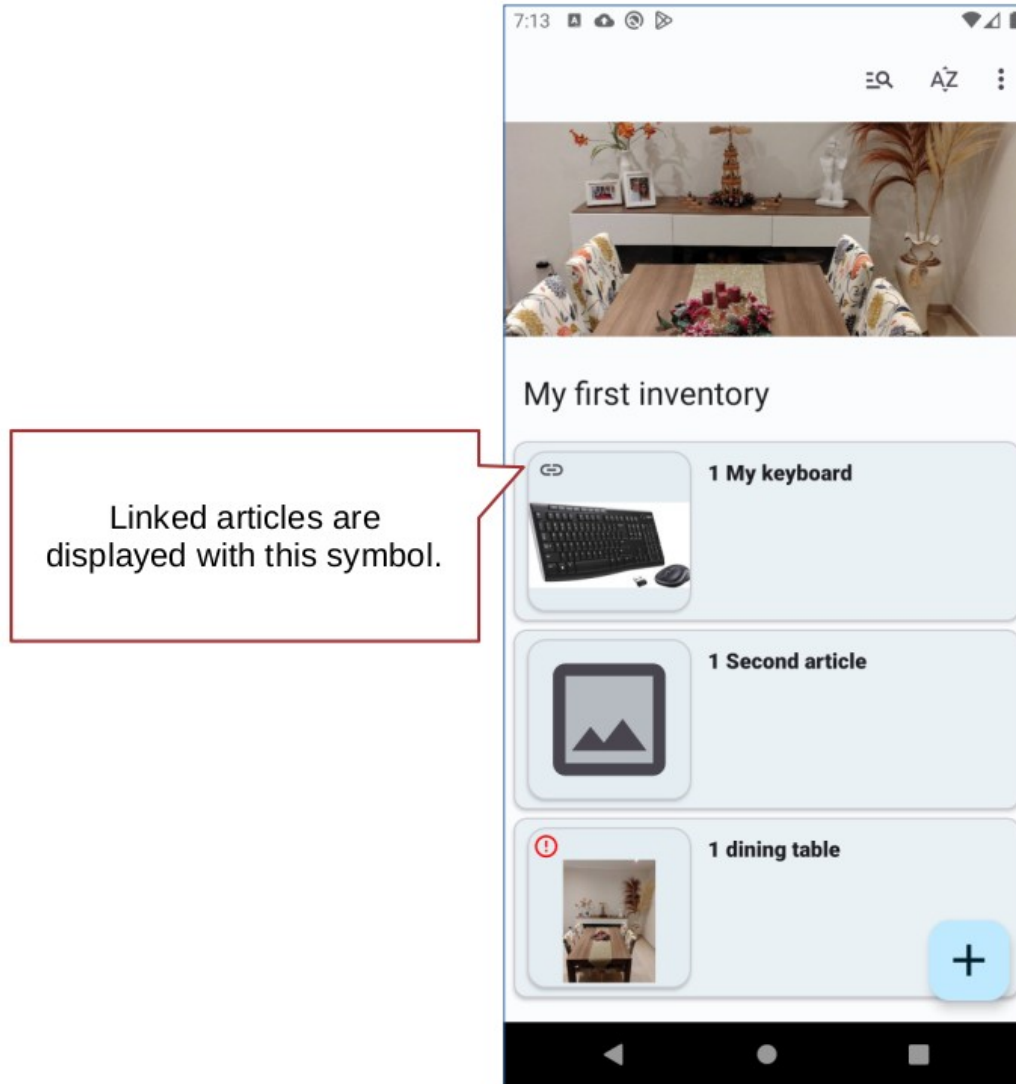 7:13
AZ
My first inventory
Linked articles are
displayed with this symbol.
1 My keyboard
1 Second article
1 dining table